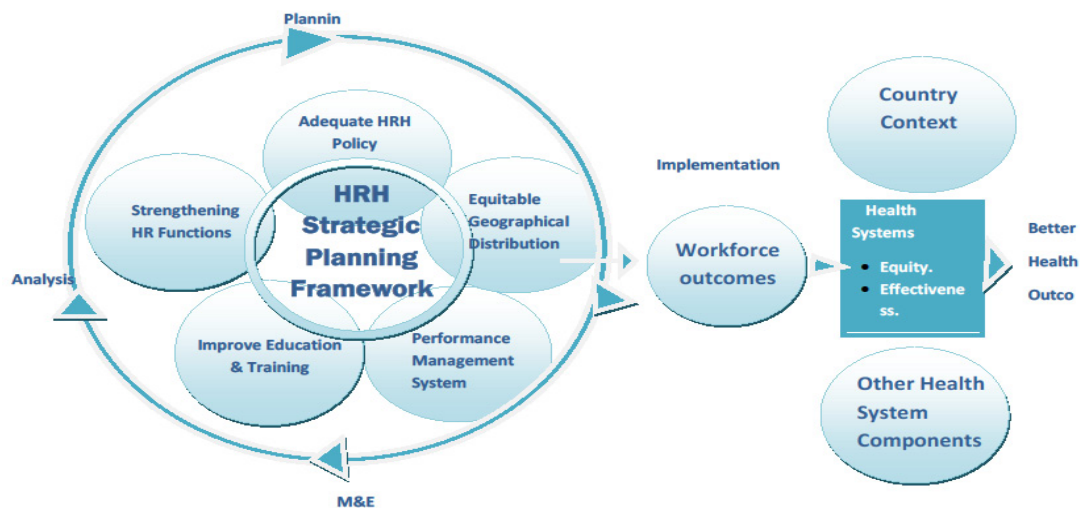 Plannin
Adequate HRH
Policy
Strengthening
HR Functions
HRH
Strategic
Planning
Framework
Equitable
Geographical
Distribution
Analysis
Improve Education
& Training
Performance
Management
System
M&E
Implementation
Workforce
outcomes
Country
Context
Health
Systems
• Equity.
• Effectivene
ss.
Other Health
System
Components
Better
Health
Outco